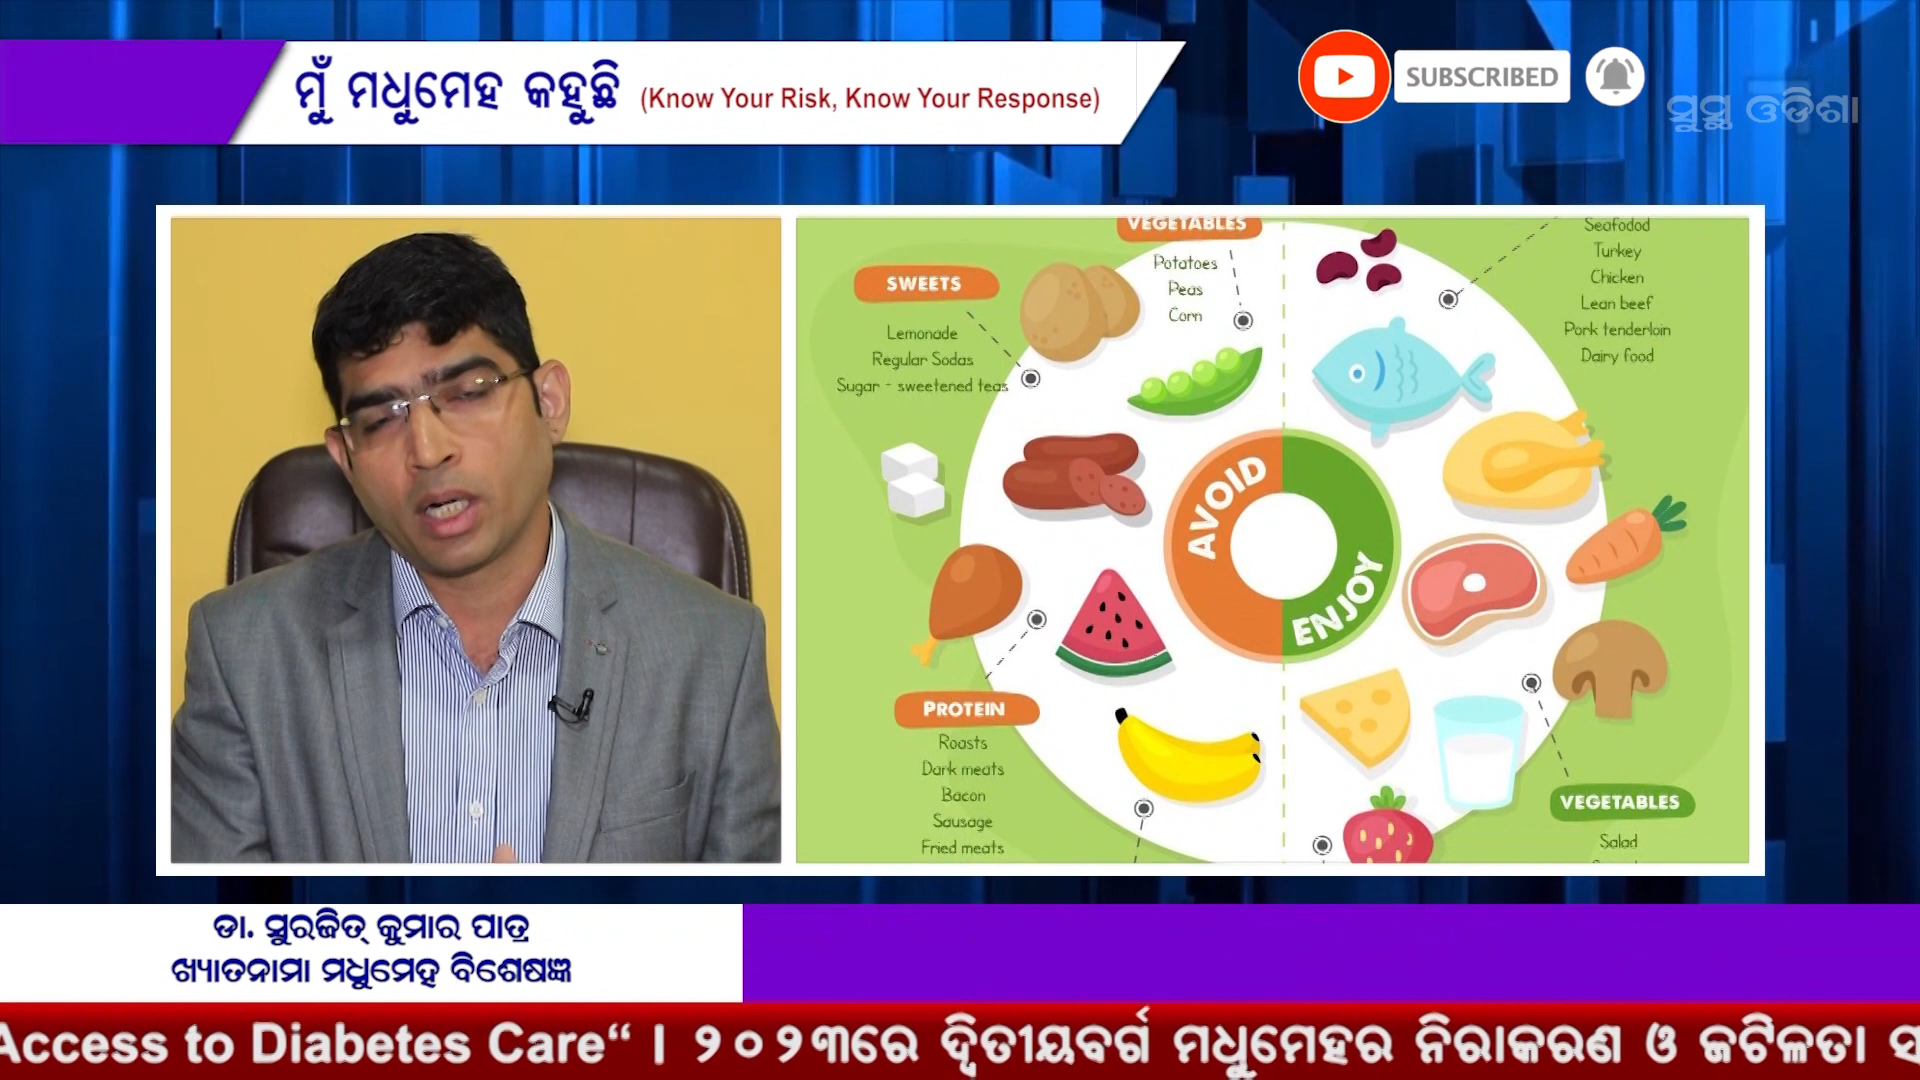 ମୁଁ ମଧୁମେହ କହୁଛି (Know Your Risk, Know Your Response)
SUBSCRIBED
ସୁସ୍ଥ ଓଡିଶା
VEGETABLES
Potatoes
Peas
Corn
SWEETS
Lemonade
Regular Sodas
Sugar - sweetened teas
Seafodod
Turkey
Chicken
Lean beef
Pork tenderloin
Dairy food
AVOID
ENJOY
PROTEIN
Roasts
Dark meats
Bacon
Sausage
Fried meats
VEGETABLES
Salad
ଡା. ସୁରଜିତ୍ କୁମାର ପାତ୍ର
ଖ୍ୟାତନାମା ମଧୁମେହ ବିଶେଷଜ୍ଞ
Access to Diabetes Care“ । ୨୦୨୩ରେ ଦ୍ୱିତୀୟବର୍ଗ ମଧୁମେହର ନିରାକରଣ ଓ ଜଟିଳତା ସ